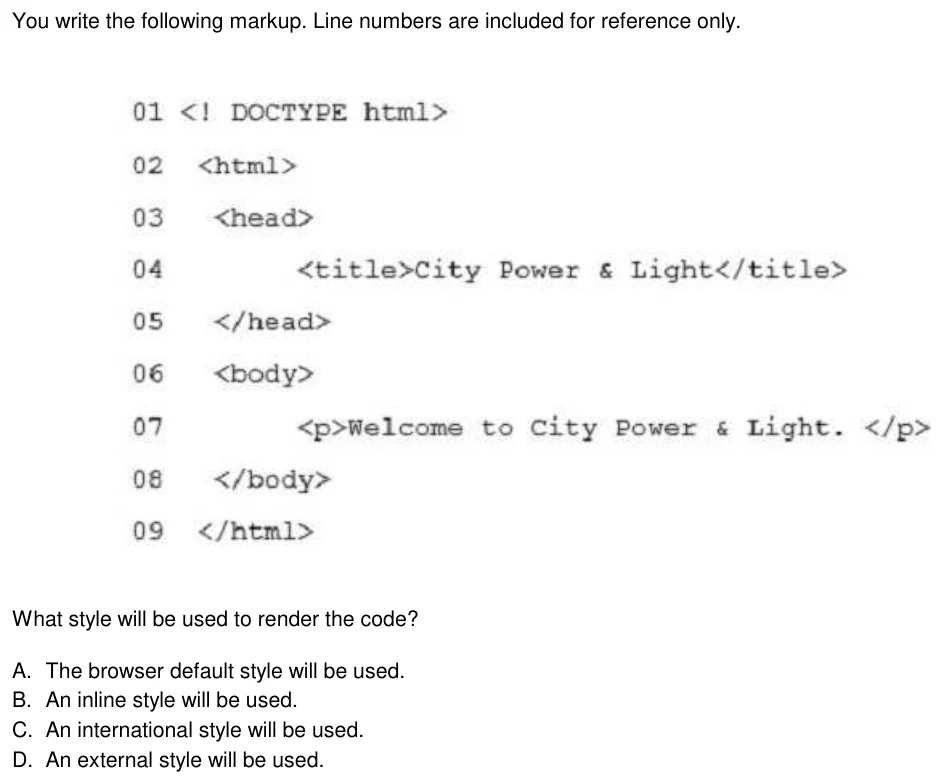 You write the following markup. Line numbers are included for reference only.
01 <! DOCTYPE html>
02 <html>
03 <head>
04 <title>City Power & Light</title>
05 </head>
06 <body>
07 <p>Welcome to City Power & Light. </p>
08 </body>
09 </html>
What style will be used to render the code?
A. The browser default style will be used.
B. An inline style will be used.
C. An international style will be used.
D. An external style will be used.